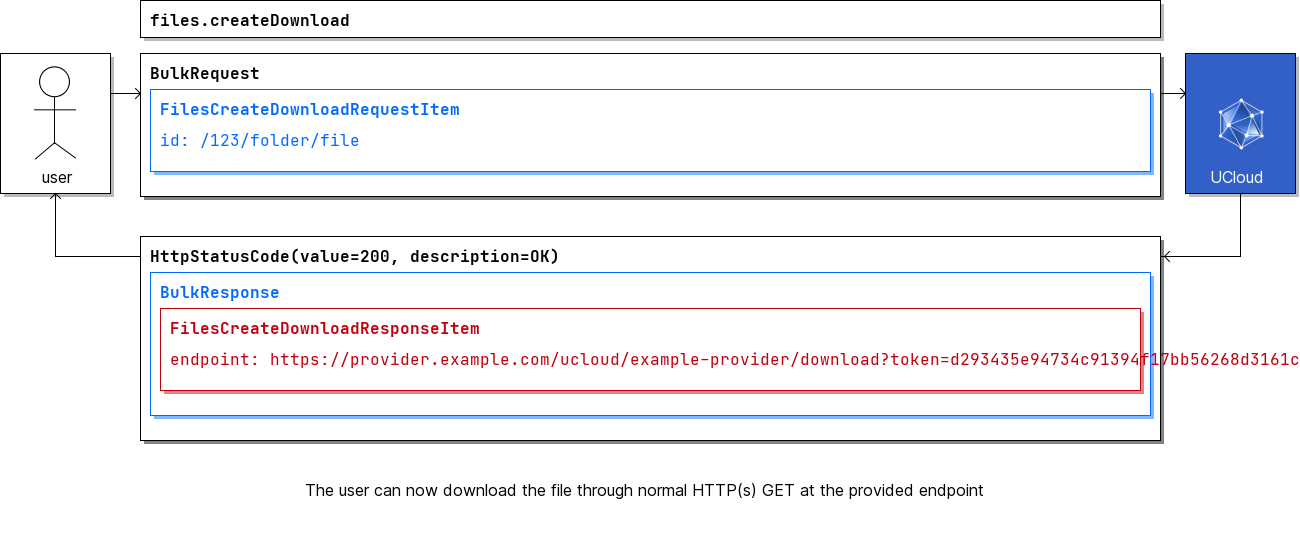 files.createDownload
BulkRequest
FilesCreateDownloadRequestItem
id: /123/folder/file
user
UCloud
HttpStatusCode(value=200, description=OK)
BulkResponse
FilesCreateDownloadResponseItem
endpoint: https://provider.example.com/ucloud/example-provider/download?token=d293435e94734c91394f17bb56268d3161c
The user can now download the file through normal HTTP(s) GET at the provided endpoint